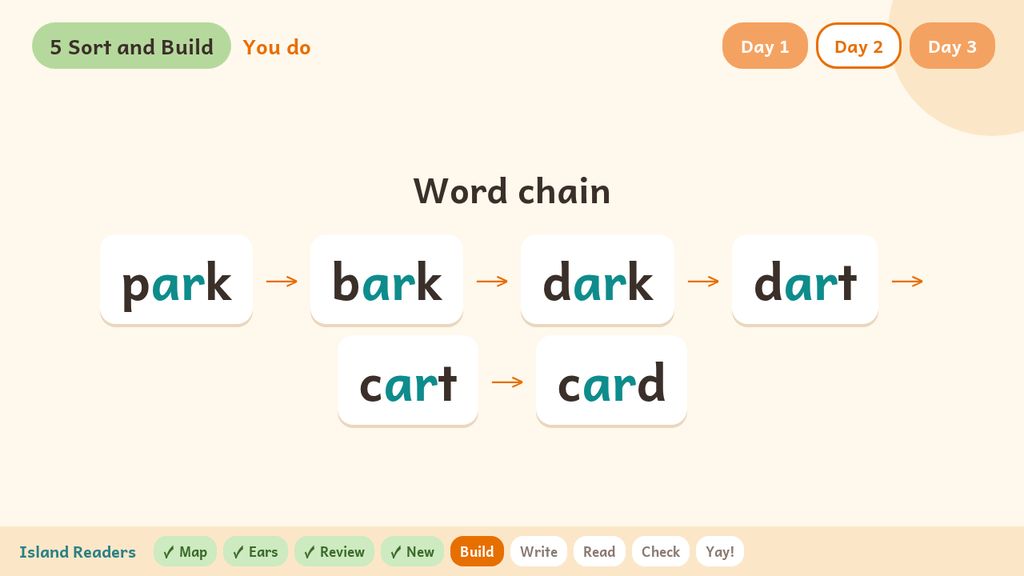 5 Sort and Build You do Day 1 Day 2 Day 3
Word chain
park → bark → dark → dart →
cart → card
Island Readers ✓ Map ✓ Ears ✓ Review ✓ New Build Write Read Check Yay!